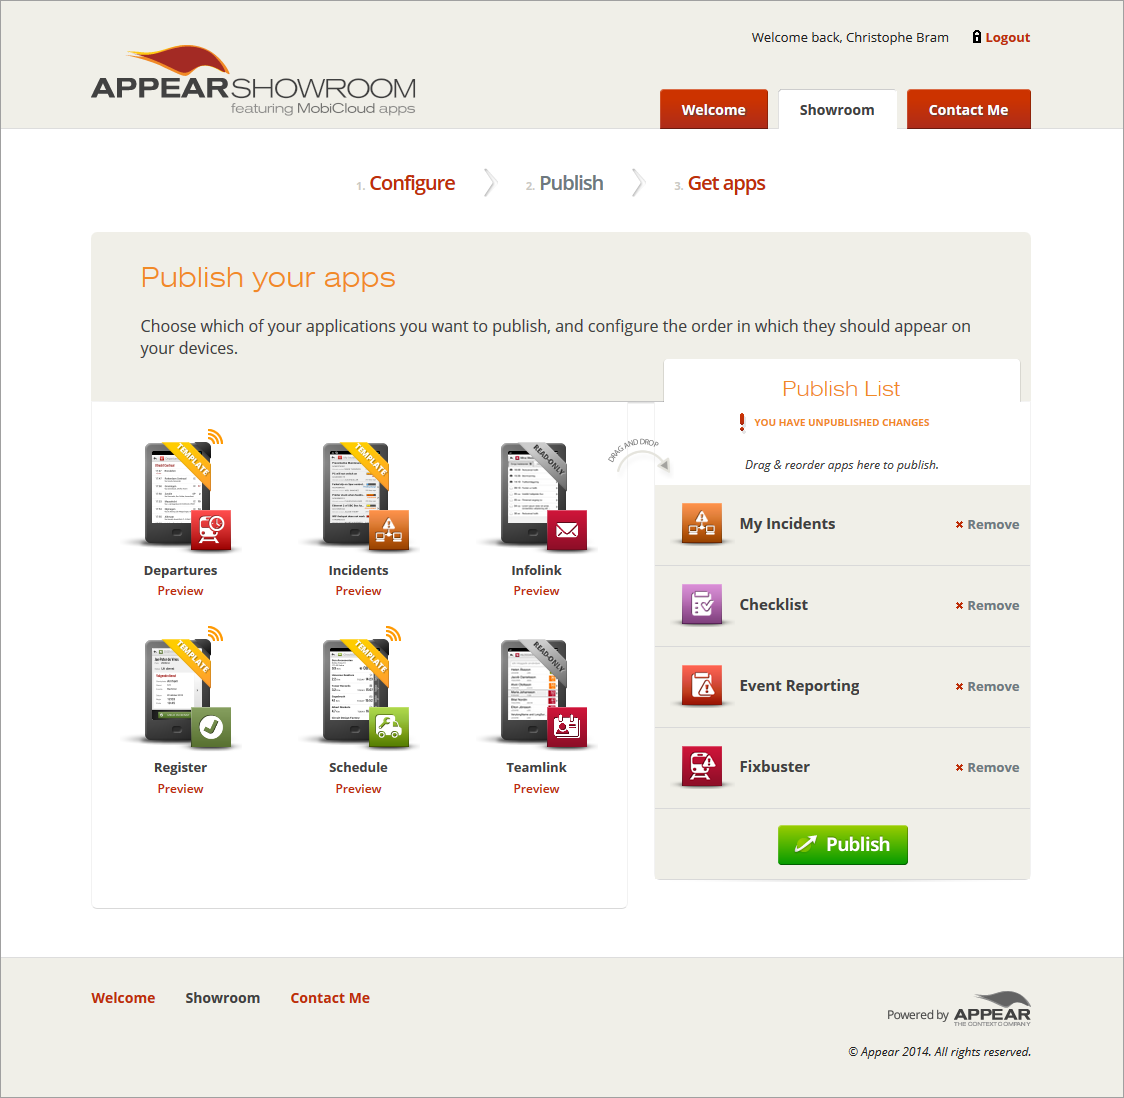 Welcome back, Christophe Bram
Logout
APPEARSHOWROOM
featuring MobiCloud apps
Welcome
Showroom
Contact Me
1. Configure
2. Publish
3. Get apps
Publish your apps
Choose which of your applications you want to publish, and configure the order in which they should appear on
your devices.
TEMPLATE
TEMPLATE
READ-ONLY
Departures
Incidents
Infolink
Preview
Preview
Preview
TEMPLATE
TEMPLATE
READ-ONLY
Register
Schedule
Teamlink
Preview
Preview
Preview
DRAG AND DROP
Publish List
YOU HAVE UNPUBLISHED CHANGES
Drag & reorder apps here to publish.
My Incidents
Remove
Checklist
Remove
Event Reporting
Remove
Fixbuster
Remove
Publish
Welcome
Showroom
Contact Me
Powered by APPEAR
THE CONTEXT COMPANY
© Appear 2014. All rights reserved.